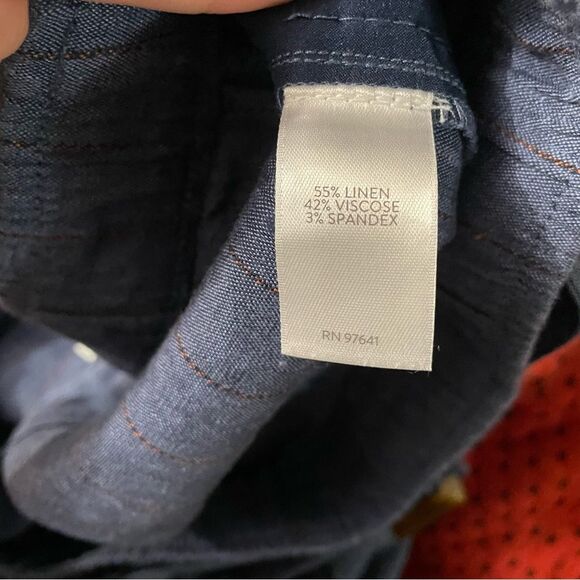 55% LINEN
42% VISCOSE
3% SPANDEX
RN 97641